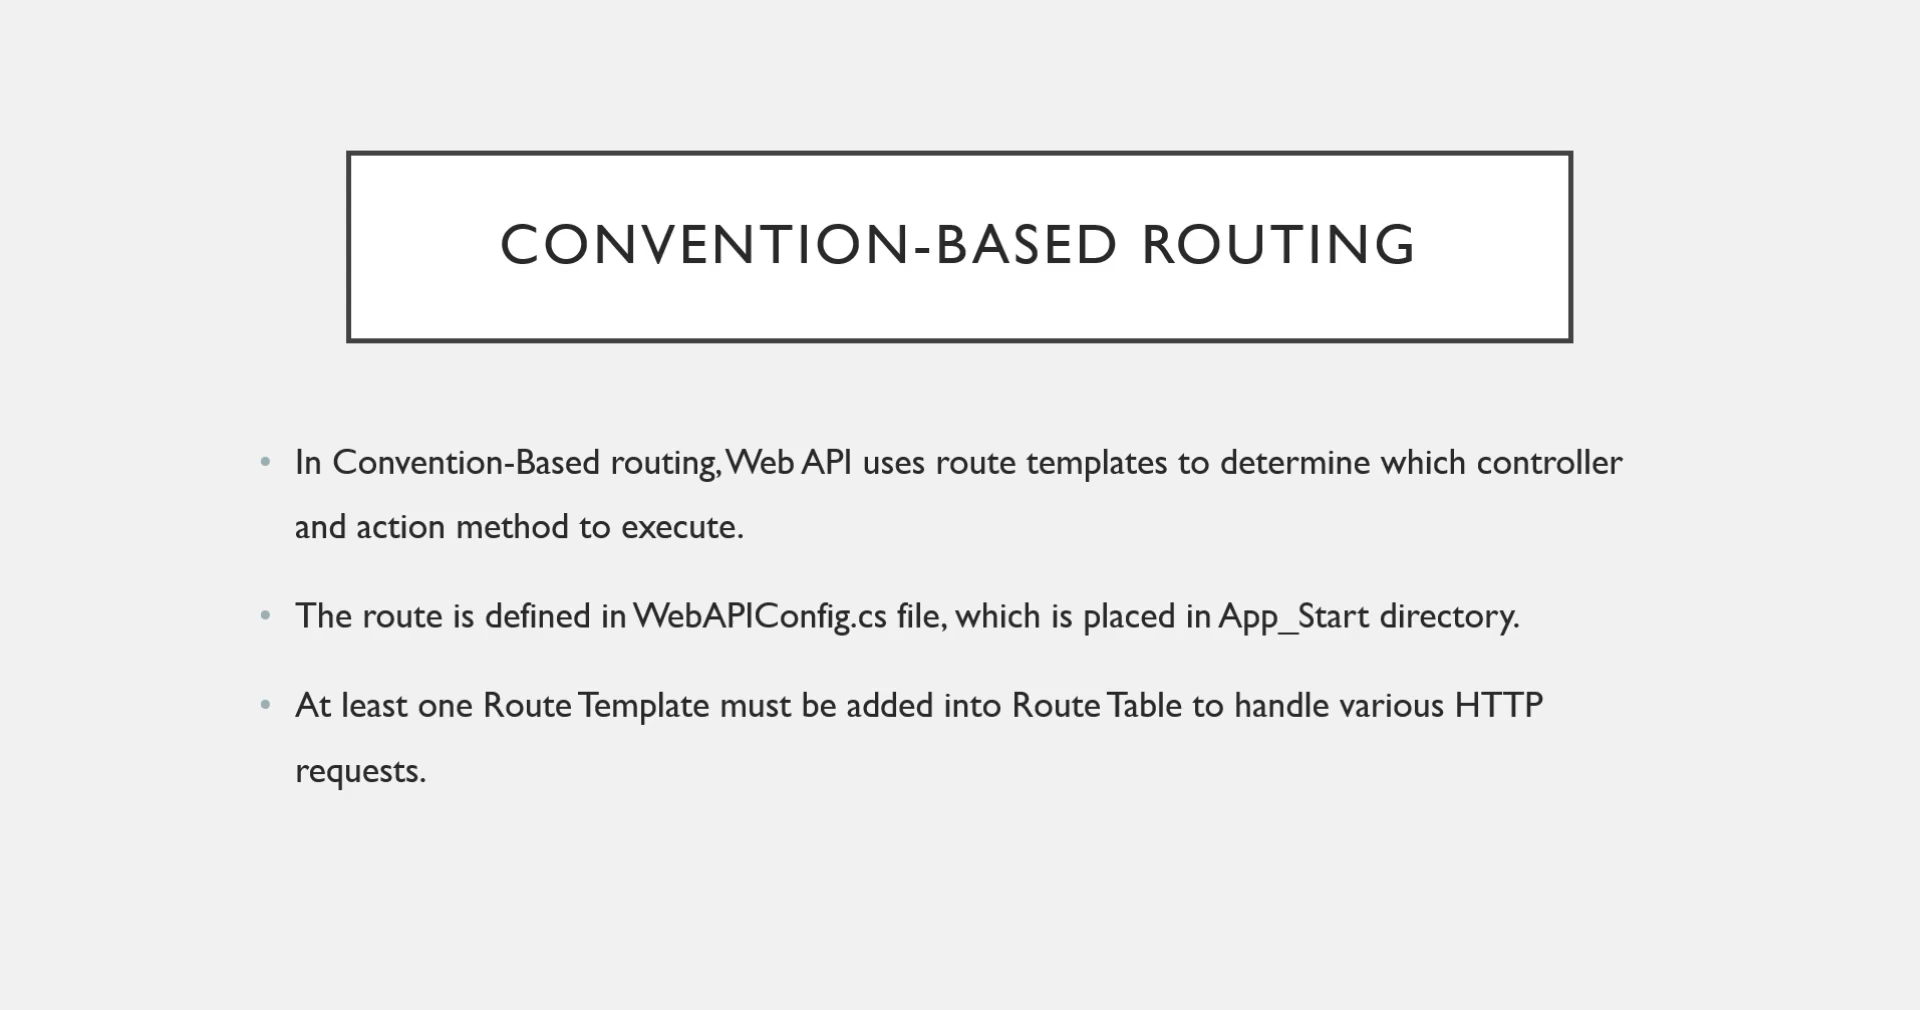 CONVENTION-BASED ROUTING
• In Convention-Based routing, Web API uses route templates to determine which controller
and action method to execute.
• The route is defined in WebAPIConfig.cs file, which is placed in App_Start directory.
• At least one Route Template must be added into Route Table to handle various HTTP
requests.